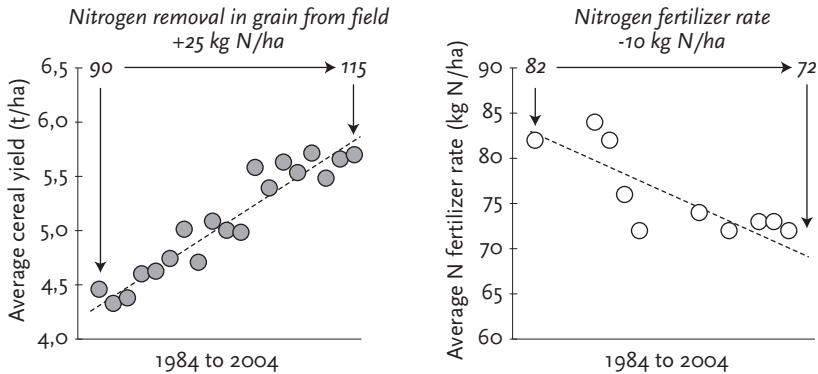 Nitrogen removal in grain from field
+25 kg N/ha
90
115
Average cereal yield (t/ha)
6,5
6,0
5,5
5,0
4,5
4,0
1984 to 2004
Nitrogen fertilizer rate
-10 kg N/ha
82
72
Average N fertilizer rate (kg N/ha)
90
85
80
75
70
65
60
1984 to 2004